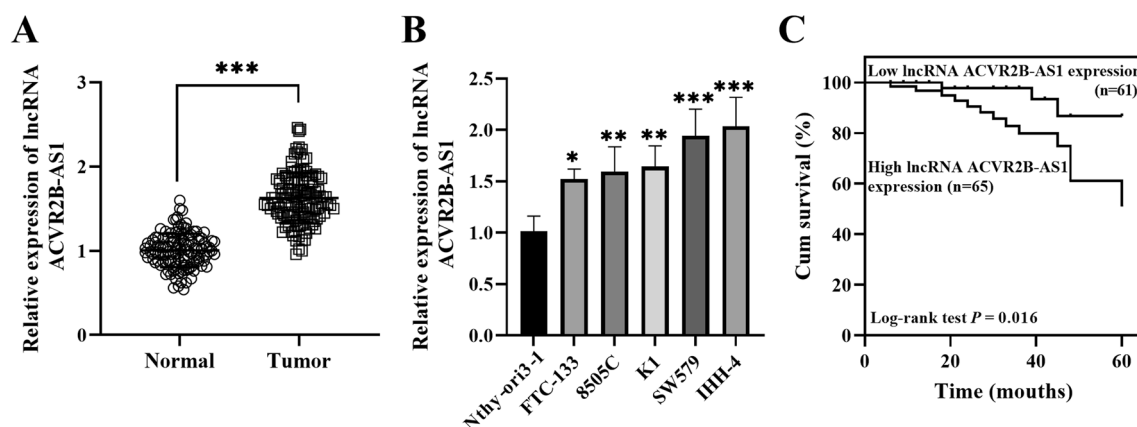 A
Relative expression of lncRNA
ACVR2B-AS1
3
2
1
0
***
Normal
Tumor
B
Relative expression of lncRNA
ACVR2B-AS1
2.5
2.0
1.5
1.0
0.5
0.0
*
**
**
***
***
Nthy-ori3-1
FTC-133
8505C
K1
SW579
IHH-4
C
Cum survival (%)
100
80
60
40
20
0
Low lncRNA ACVR2B-AS1 expression
(n=61)
High lncRNA ACVR2B-AS1
expression (n=65)
Log-rank test P = 0.016
0
20
40
60
Time (mouths)